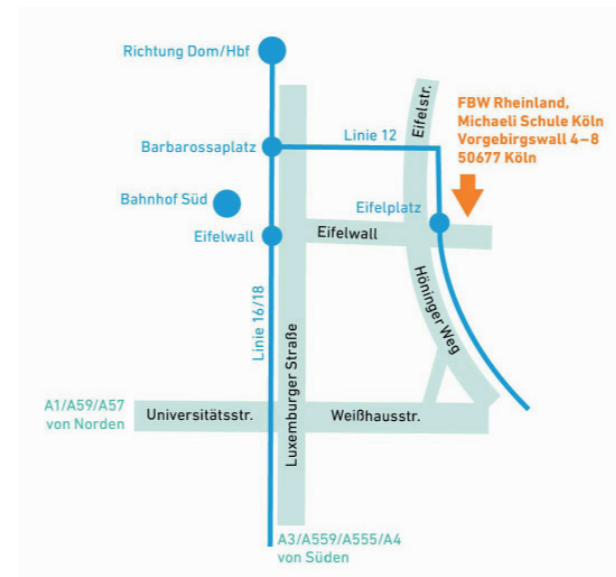 Richtung Dom/Hbf
Eifelstr.
FBW Rheinland,
Michaeli Schule Köln
Vorgebirgswall 4–8
50677 Köln
Linie 12
Barbarossaplatz
Bahnhof Süd
Eifelplatz
Eifelwall
Eifelwall
Höninger Weg
Linie 16/18
Luxemburger Straße
A1/A59/A57
von Norden
Universitätsstr.
Weißhausstr.
A3/A559/A555/A4
von Süden